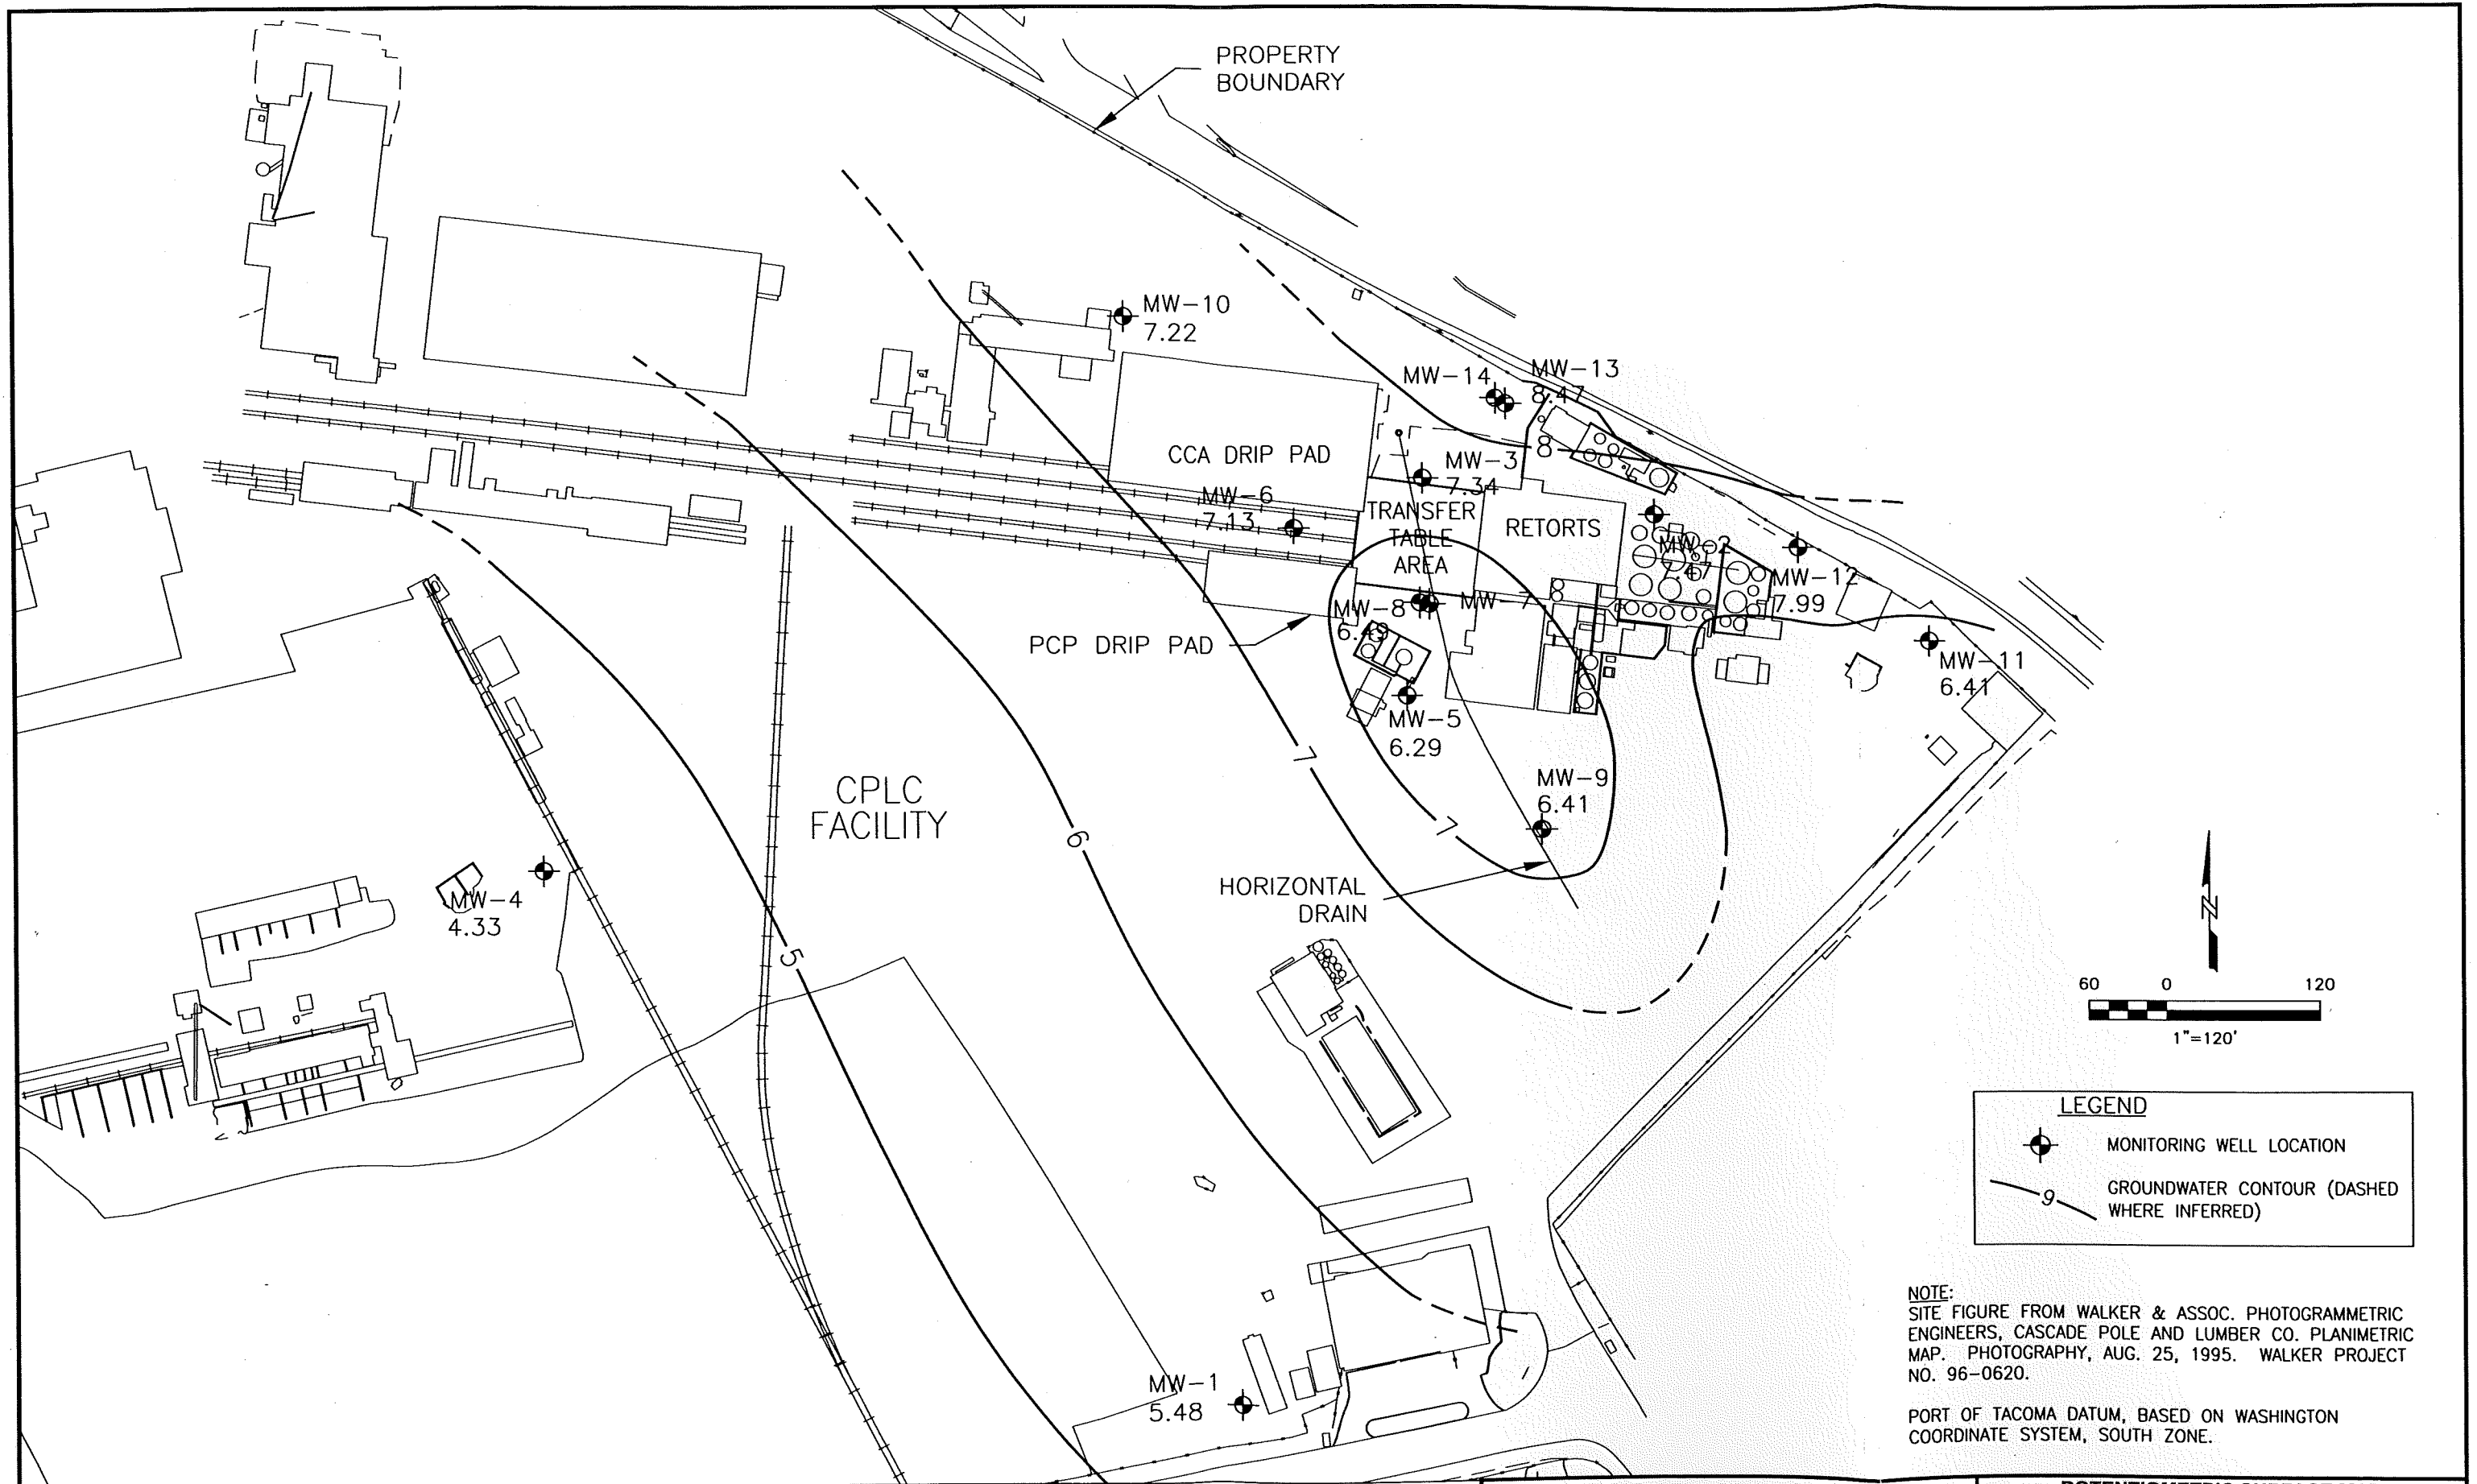 PROPERTY
BOUNDARY
MW-10
7.22
MW-14
MW-13
8.47
8
CCA DRIP PAD
MW-3
7.34
MW-6
7.13
TRANSFER
TABLE
AREA
RETORTS
MW-2
7.47
MW-12
7.99
MW-8
6.49
MW-7
PCP DRIP PAD
MW-11
6.41
MW-5
6.29
7
MW-9
6.41
7
CPLC
FACILITY
6
HORIZONTAL
DRAIN
MW-4
4.33
5
N
60 0 120
1"=120'
LEGEND
MONITORING WELL LOCATION
9
GROUNDWATER CONTOUR (DASHED
WHERE INFERRED)
NOTE:
SITE FIGURE FROM WALKER & ASSOC. PHOTOGRAMMETRIC
ENGINEERS, CASCADE POLE AND LUMBER CO. PLANIMETRIC
MAP. PHOTOGRAPHY, AUG. 25, 1995. WALKER PROJECT
NO. 96-0620.
PORT OF TACOMA DATUM, BASED ON WASHINGTON
COORDINATE SYSTEM, SOUTH ZONE.
MW-1
5.48